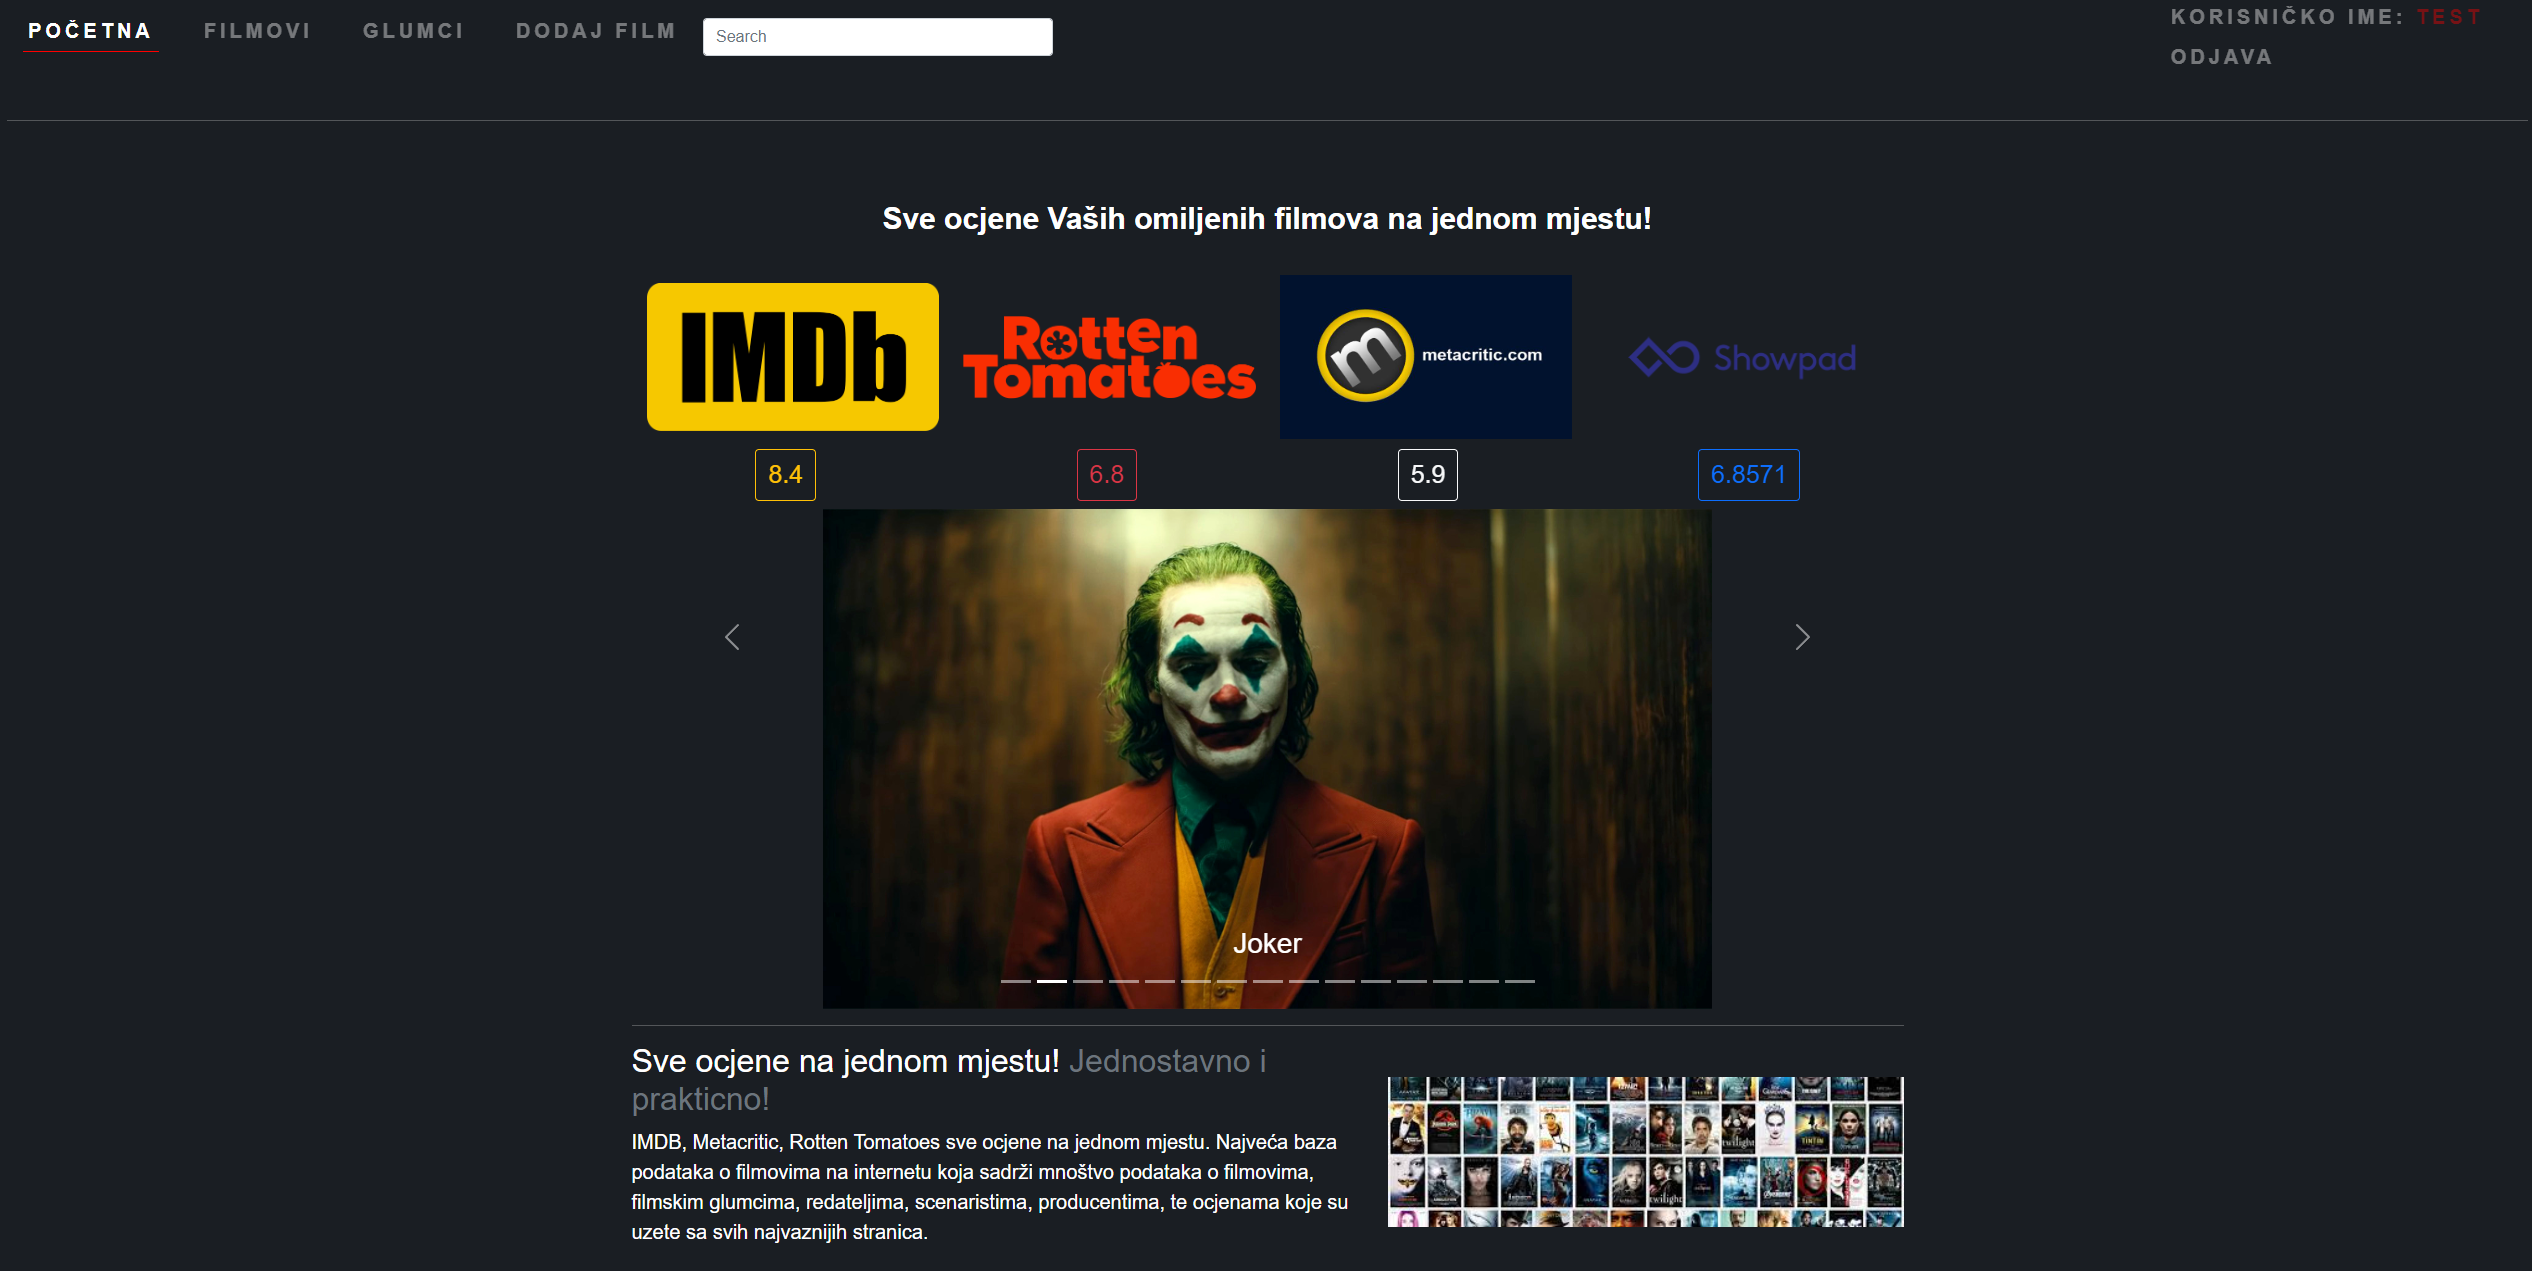 POČETNA FILMOVI GLUMCI DODAJ FILM Search
KORISNIČKO IME: TEST
ODJAVA
Sve ocjene Vaših omiljenih filmova na jednom mjestu!
IMDb Rotten Tomatoes metacritic.com Showpad
8.4 6.8 5.9 6.8571
Joker
Sve ocjene na jednom mjestu! Jednostavno i
prakticno!
IMDB, Metacritic, Rotten Tomatoes sve ocjene na jednom mjestu. Najveća baza
podataka o filmovima na internetu koja sadrži mnoštvo podataka o filmovima,
filmskim glumcima, redateljima, scenaristima, producentima, te ocjenama koje su
uzete sa svih najvaznijih stranica.